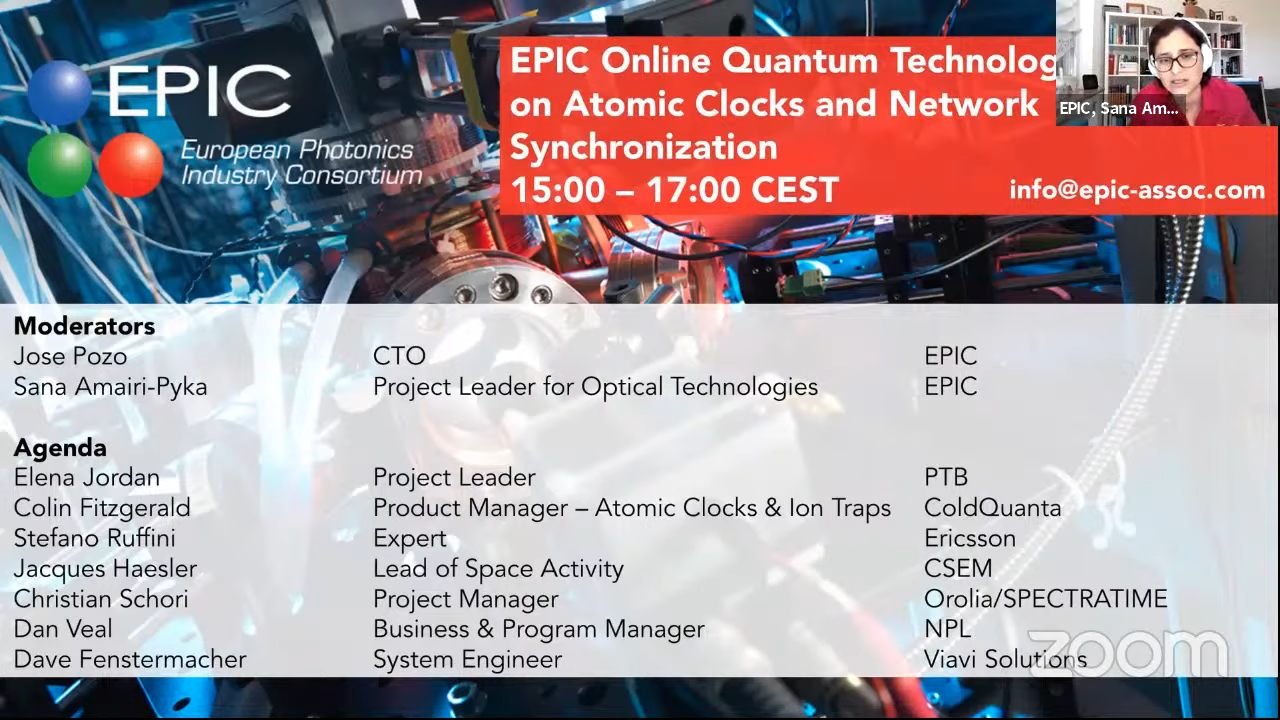 EPIC
European Photonics
Industry Consortium
EPIC Online Quantum Technolog
on Atomic Clocks and Network
Synchronization
15:00 – 17:00 CEST
info@epic-assoc.com
EPIC, Sana Am...
Moderators
Jose Pozo CTO EPIC
Sana Amairi-Pyka Project Leader for Optical Technologies EPIC
Agenda
Elena Jordan Project Leader PTB
Colin Fitzgerald Product Manager – Atomic Clocks & Ion Traps ColdQuanta
Stefano Ruffini Expert Ericsson
Jacques Haesler Lead of Space Activity CSEM
Christian Schori Project Manager Orolia/SPECTRATIME
Dan Veal Business & Program Manager NPL
Dave Fenstermacher System Engineer Viavi Solutions
zoom